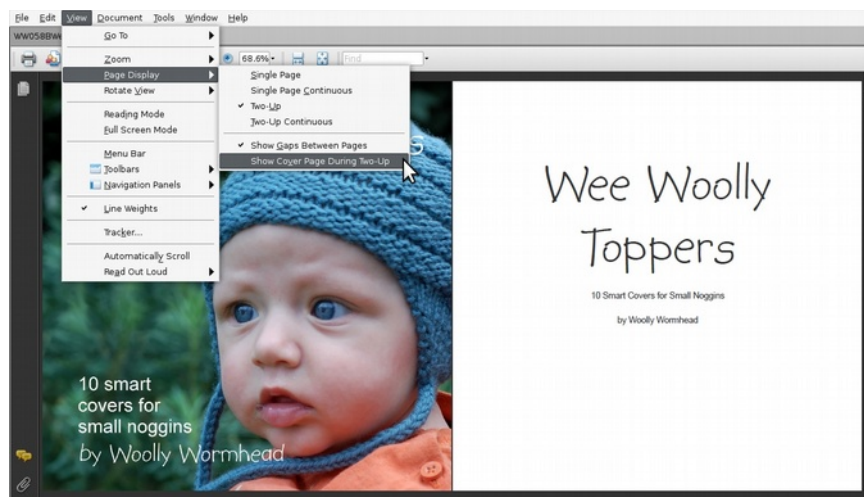 File Edit View Document Tools Window Help
WW058BWe
68.6%
Find
Go To
Zoom
Page Display
Rotate View
Reading Mode
Full Screen Mode
Menu Bar
Toolbars
Navigation Panels
Line Weights
Tracker...
Automatically Scroll
Read Out Loud
Single Page
Single Page Continuous
Two-Up
Two-Up Continuous
Show Gaps Between Pages
Show Cover Page During Two-Up
10 smart
covers for
small noggins
by Woolly Wormhead
Wee Woolly
Toppers
10 Smart Covers for Small Noggins
by Woolly Wormhead